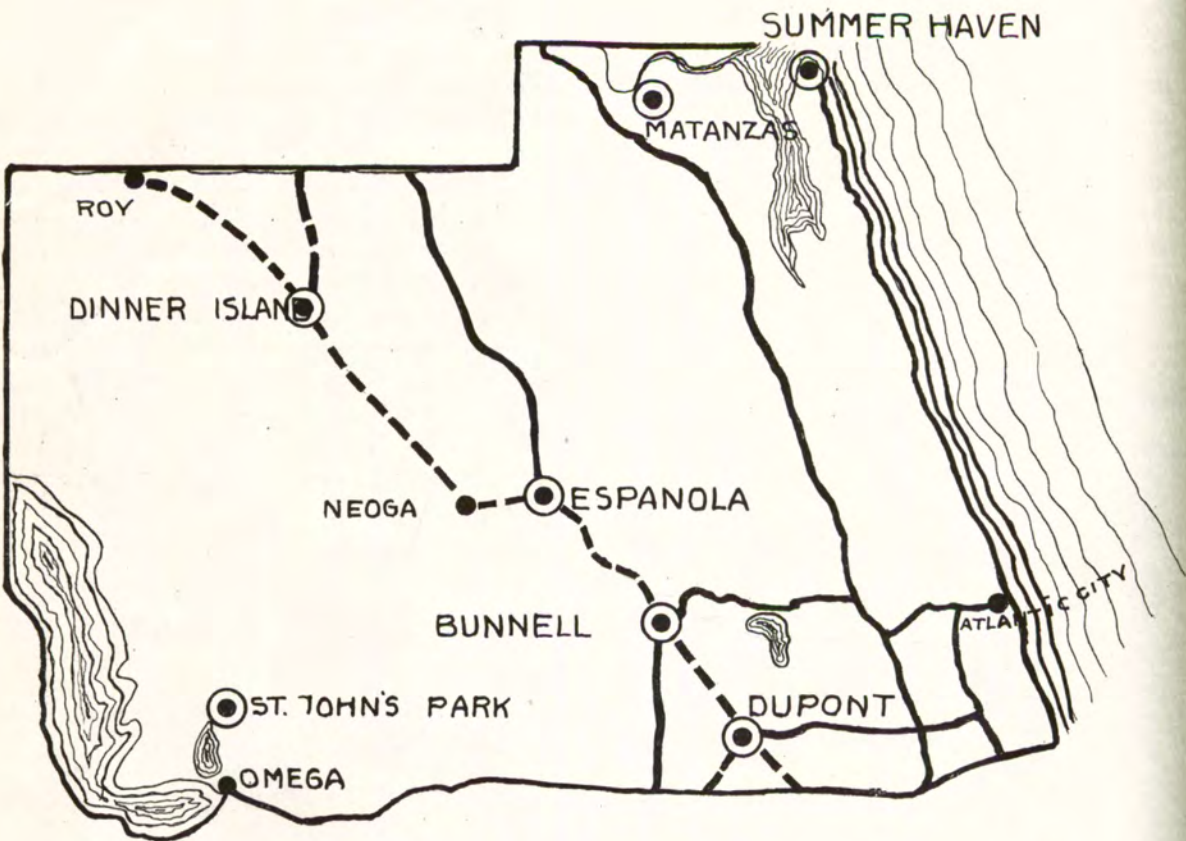 SUMMER HAVEN
MATANZAS
ROY
DINNER ISLAND
NEOGA
ESPANOLA
ATLANTIC CITY
BUNNELL
ST. JOHN'S PARK
DUPONT
OMEGA